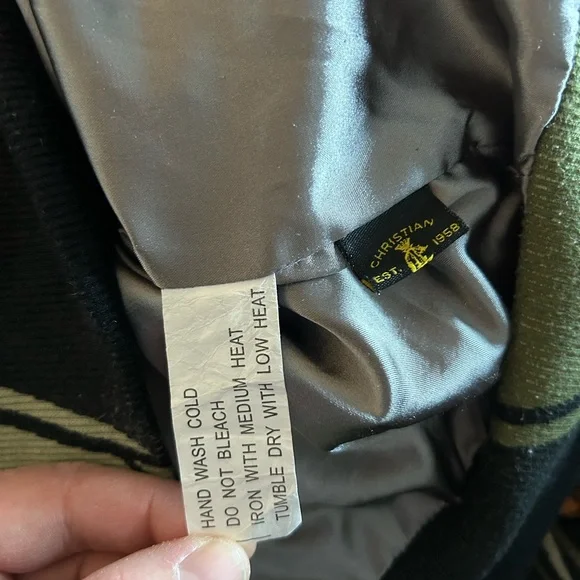 CHRISTIAN
EST. 1958
HAND WASH COLD
DO NOT BLEACH
IRON WITH MEDIUM HEAT
TUMBLE DRY WITH LOW HEAT